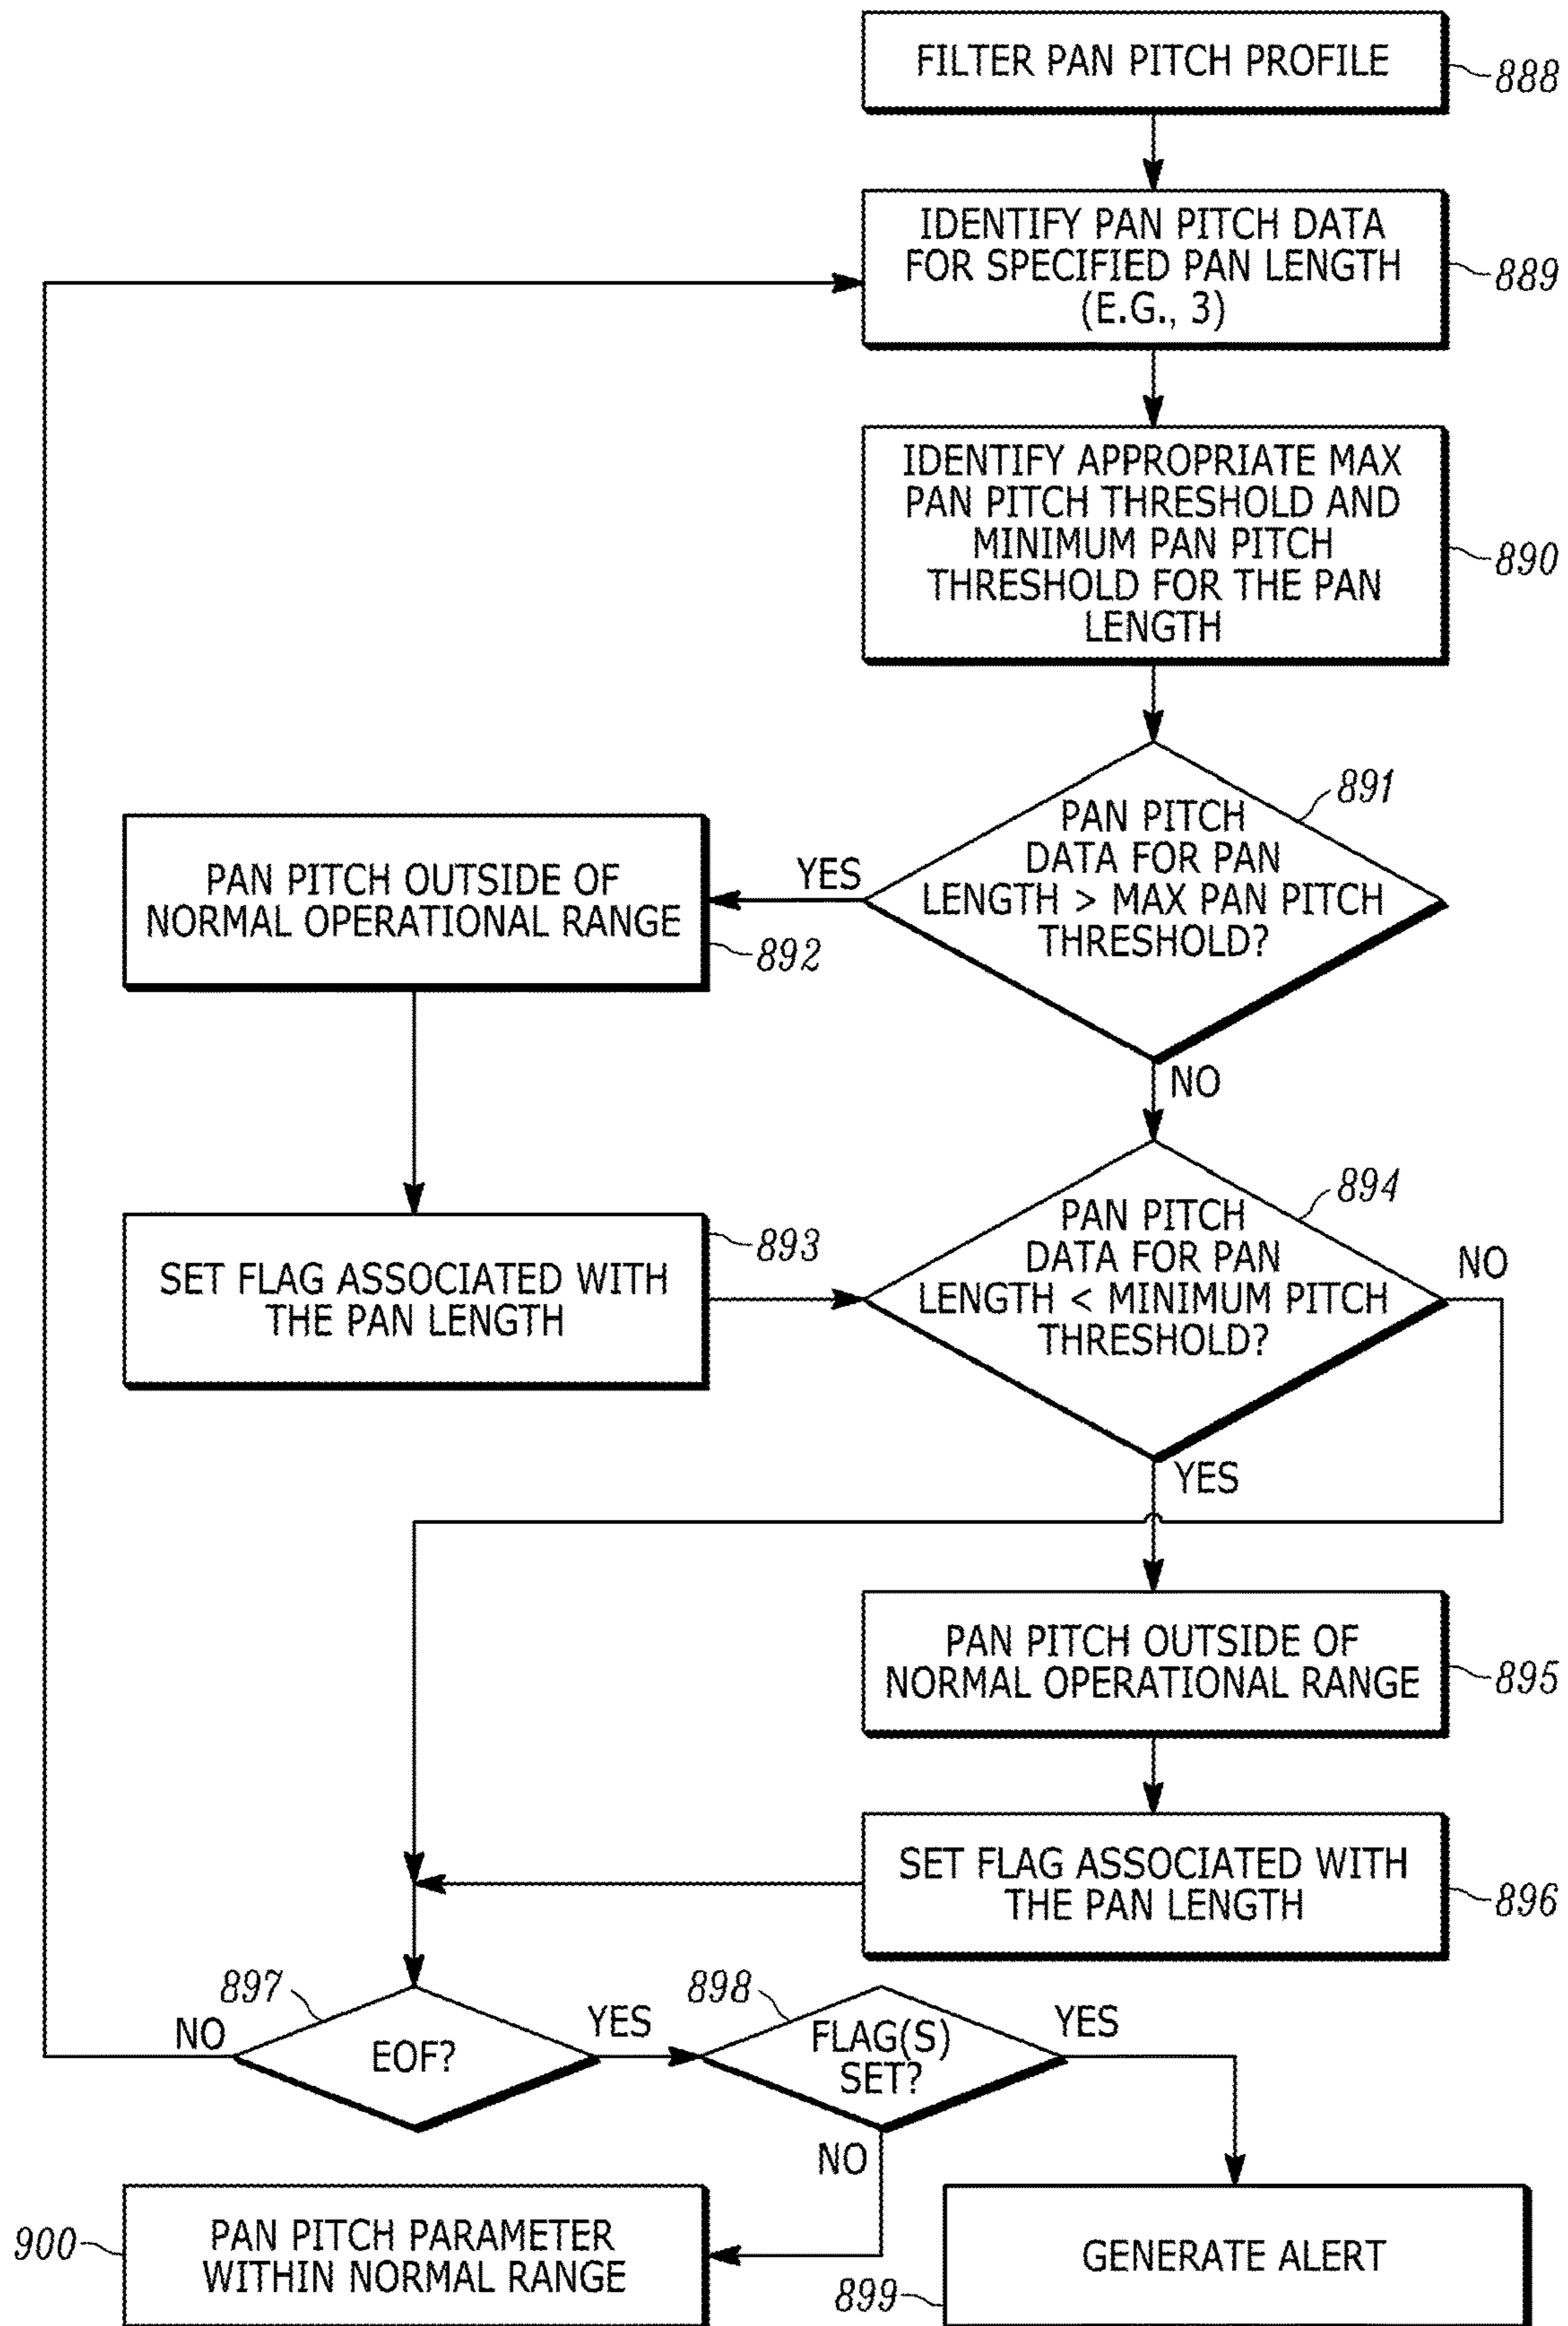 FILTER PAN PITCH PROFILE
888
IDENTIFY PAN PITCH DATA
FOR SPECIFIED PAN LENGTH
(E.G., 3)
889
IDENTIFY APPROPRIATE MAX
PAN PITCH THRESHOLD AND
MINIMUM PAN PITCH
THRESHOLD FOR THE PAN
LENGTH
890
891
PAN PITCH
DATA FOR PAN
LENGTH > MAX PAN PITCH
THRESHOLD?
YES
PAN PITCH OUTSIDE OF
NORMAL OPERATIONAL RANGE
892
NO
893
SET FLAG ASSOCIATED WITH
THE PAN LENGTH
894
PAN PITCH
DATA FOR PAN
LENGTH < MINIMUM PITCH
THRESHOLD?
NO
YES
PAN PITCH OUTSIDE OF
NORMAL OPERATIONAL RANGE
895
SET FLAG ASSOCIATED WITH
THE PAN LENGTH
896
897
NO
EOF?
YES
898
FLAG(S)
SET?
YES
NO
900
PAN PITCH PARAMETER
WITHIN NORMAL RANGE
GENERATE ALERT
899